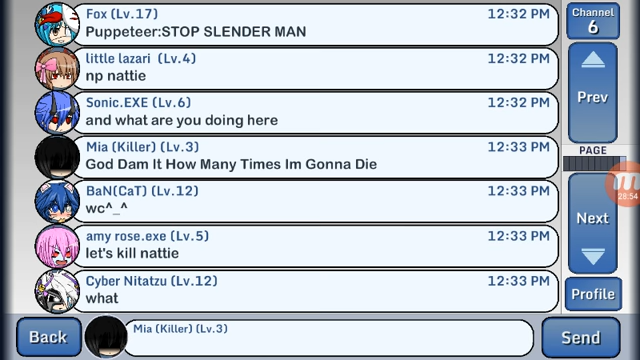 Fox (Lv.17) 12:32 PM
Puppeteer:STOP SLENDER MAN
little lazari (Lv.4) 12:32 PM
np nattie
Sonic.EXE (Lv.6) 12:32 PM
and what are you doing here
Mia (Killer) (Lv.3) 12:33 PM
God Dam It How Many Times Im Gonna Die
BaN(CaT) (Lv.12) 12:33 PM
wc^_^
amy rose.exe (Lv.5) 12:33 PM
let's kill nattie
Cyber Nitatzu (Lv.12) 12:33 PM
what
Channel
6
Prev
PAGE
28:54
Next
Profile
Back
Mia (Killer) (Lv.3)
Send